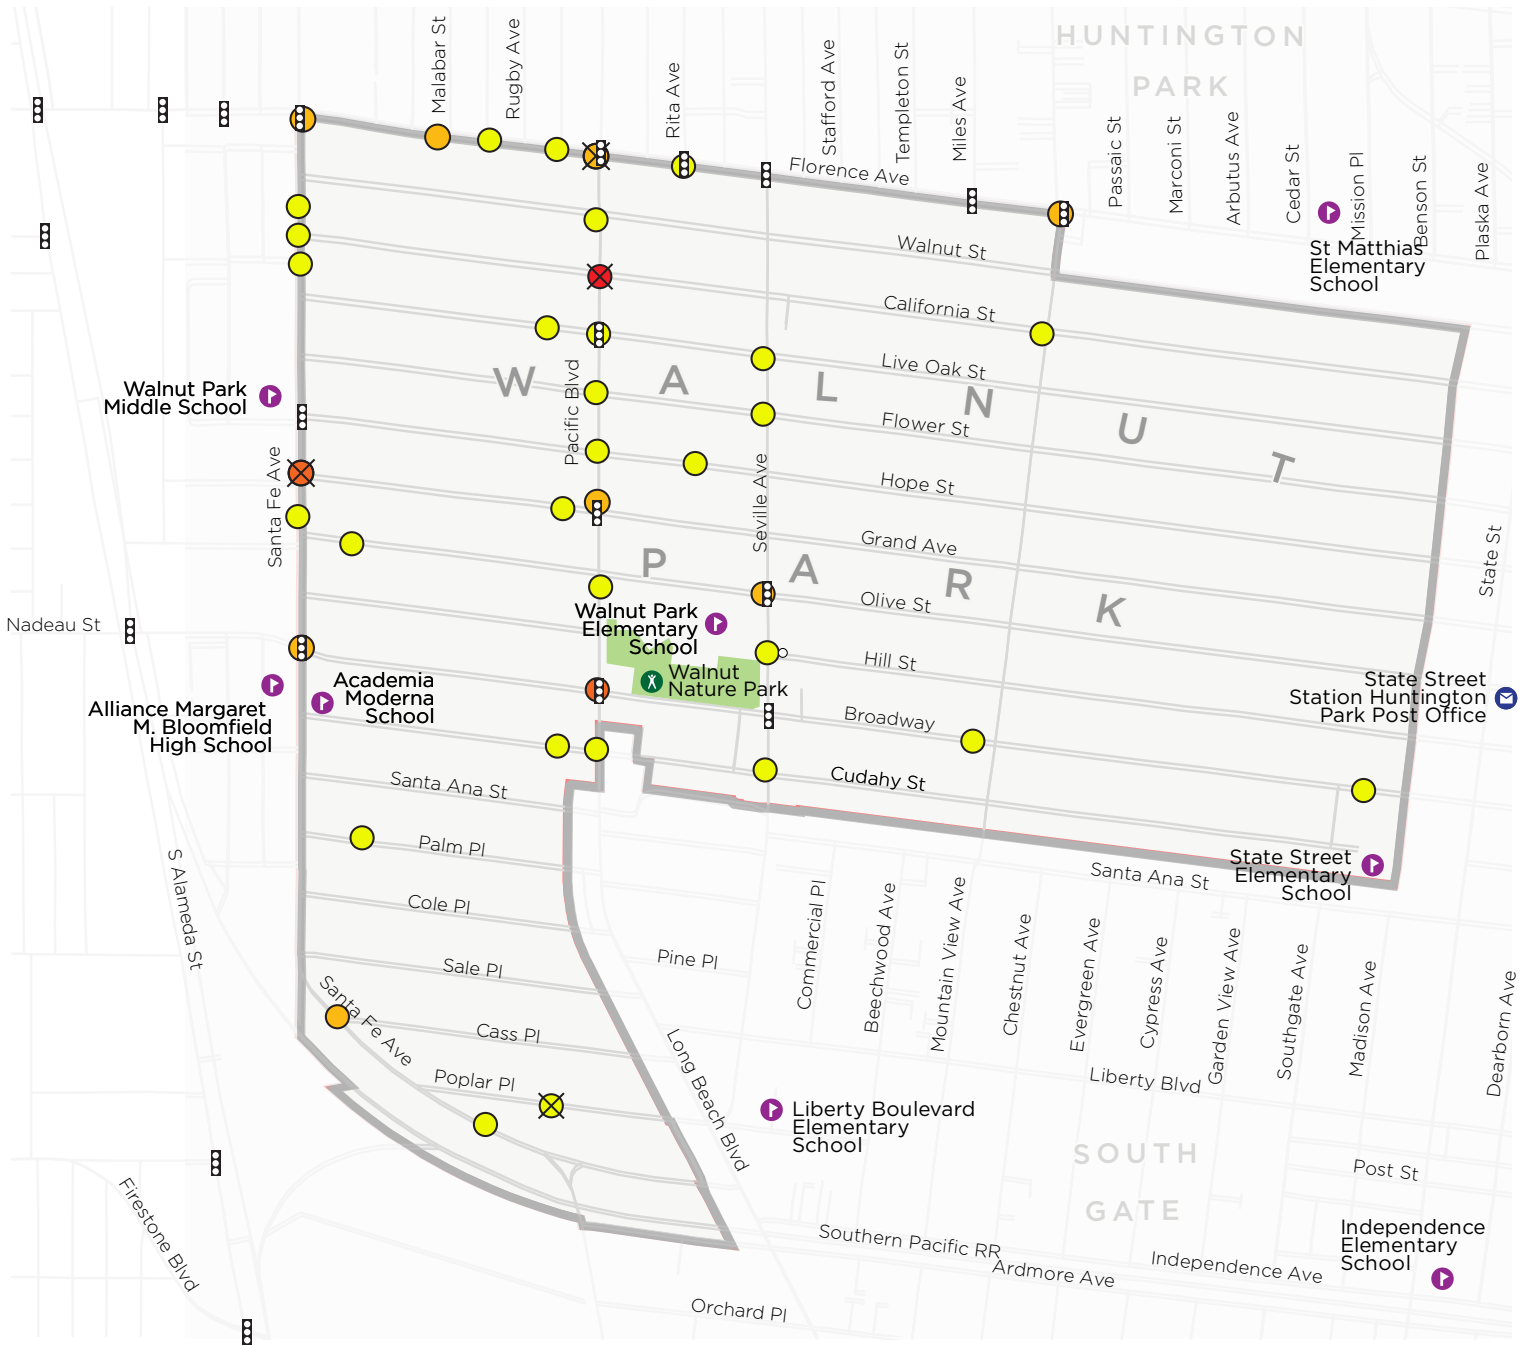 HUNTINGTON
PARK
Malabar St
Rugby Ave
Rita Ave
Stafford Ave
Templeton St
Miles Ave
Passaic St
Marconi St
Arbutus Ave
Cedar St
Mission Pl
Benson St
Plaska Ave
Florence Ave
St Matthias
Elementary
School
Walnut St
California St
Live Oak St
Flower St
Hope St
Grand Ave
Olive St
Hill St
Broadway
Cudahy St
WALNUT
PARK
Walnut Park
Middle School
Santa Fe Ave
Pacific Blvd
Seville Ave
State St
Nadeau St
Walnut Park
Elementary
School
Walnut
Nature Park
Academia
Moderna
School
Alliance Margaret
M. Bloomfield
High School
State Street
Station Huntington
Park Post Office
Santa Ana St
Palm Pl
Cole Pl
Sale Pl
Cass Pl
Poplar Pl
Santa Fe Ave
S Alameda St
State Street
Elementary
School
Santa Ana St
Pine Pl
Commercial Pl
Beechwood Ave
Mountain View Ave
Chestnut Ave
Evergreen Ave
Cypress Ave
Garden View Ave
Southgate Ave
Madison Ave
Dearborn Ave
Long Beach Blvd
Liberty Blvd
Liberty Boulevard
Elementary
School
SOUTH
GATE
Post St
Firestone Blvd
Independence
Elementary
School
Southern Pacific RR
Ardmore Ave
Independence Ave
Orchard Pl